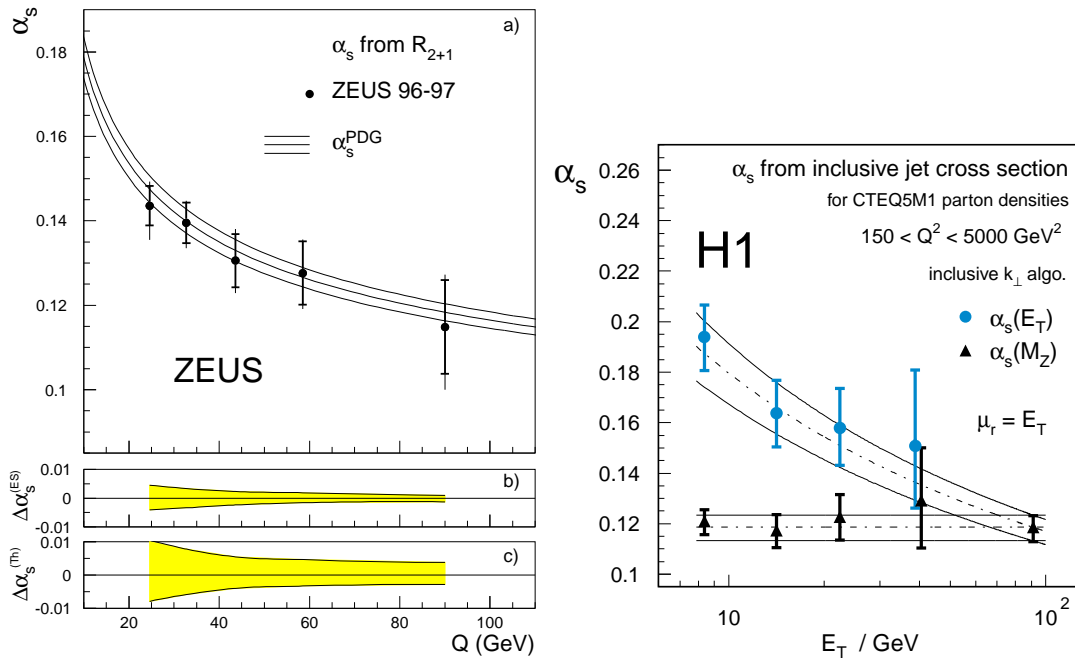 α_s
a)
α_s from R_{2+1}
ZEUS 96-97
α_s^{PDG}
0.18
0.16
0.14
0.12
0.1
ZEUS
Δα_s^{(ES)}
0.01
0
-0.01
b)
Δα_s^{(Th)}
0.01
0
-0.01
c)
20 40 60 80 100
Q (GeV)
α_s
α_s from inclusive jet cross section
for CTEQ5M1 parton densities
150 < Q^2 < 5000 GeV^2
H1
inclusive k_⊥ algo.
α_s(E_T)
α_s(M_Z)
μ_r = E_T
0.26
0.24
0.22
0.2
0.18
0.16
0.14
0.12
0.1
10 10^2
E_T / GeV